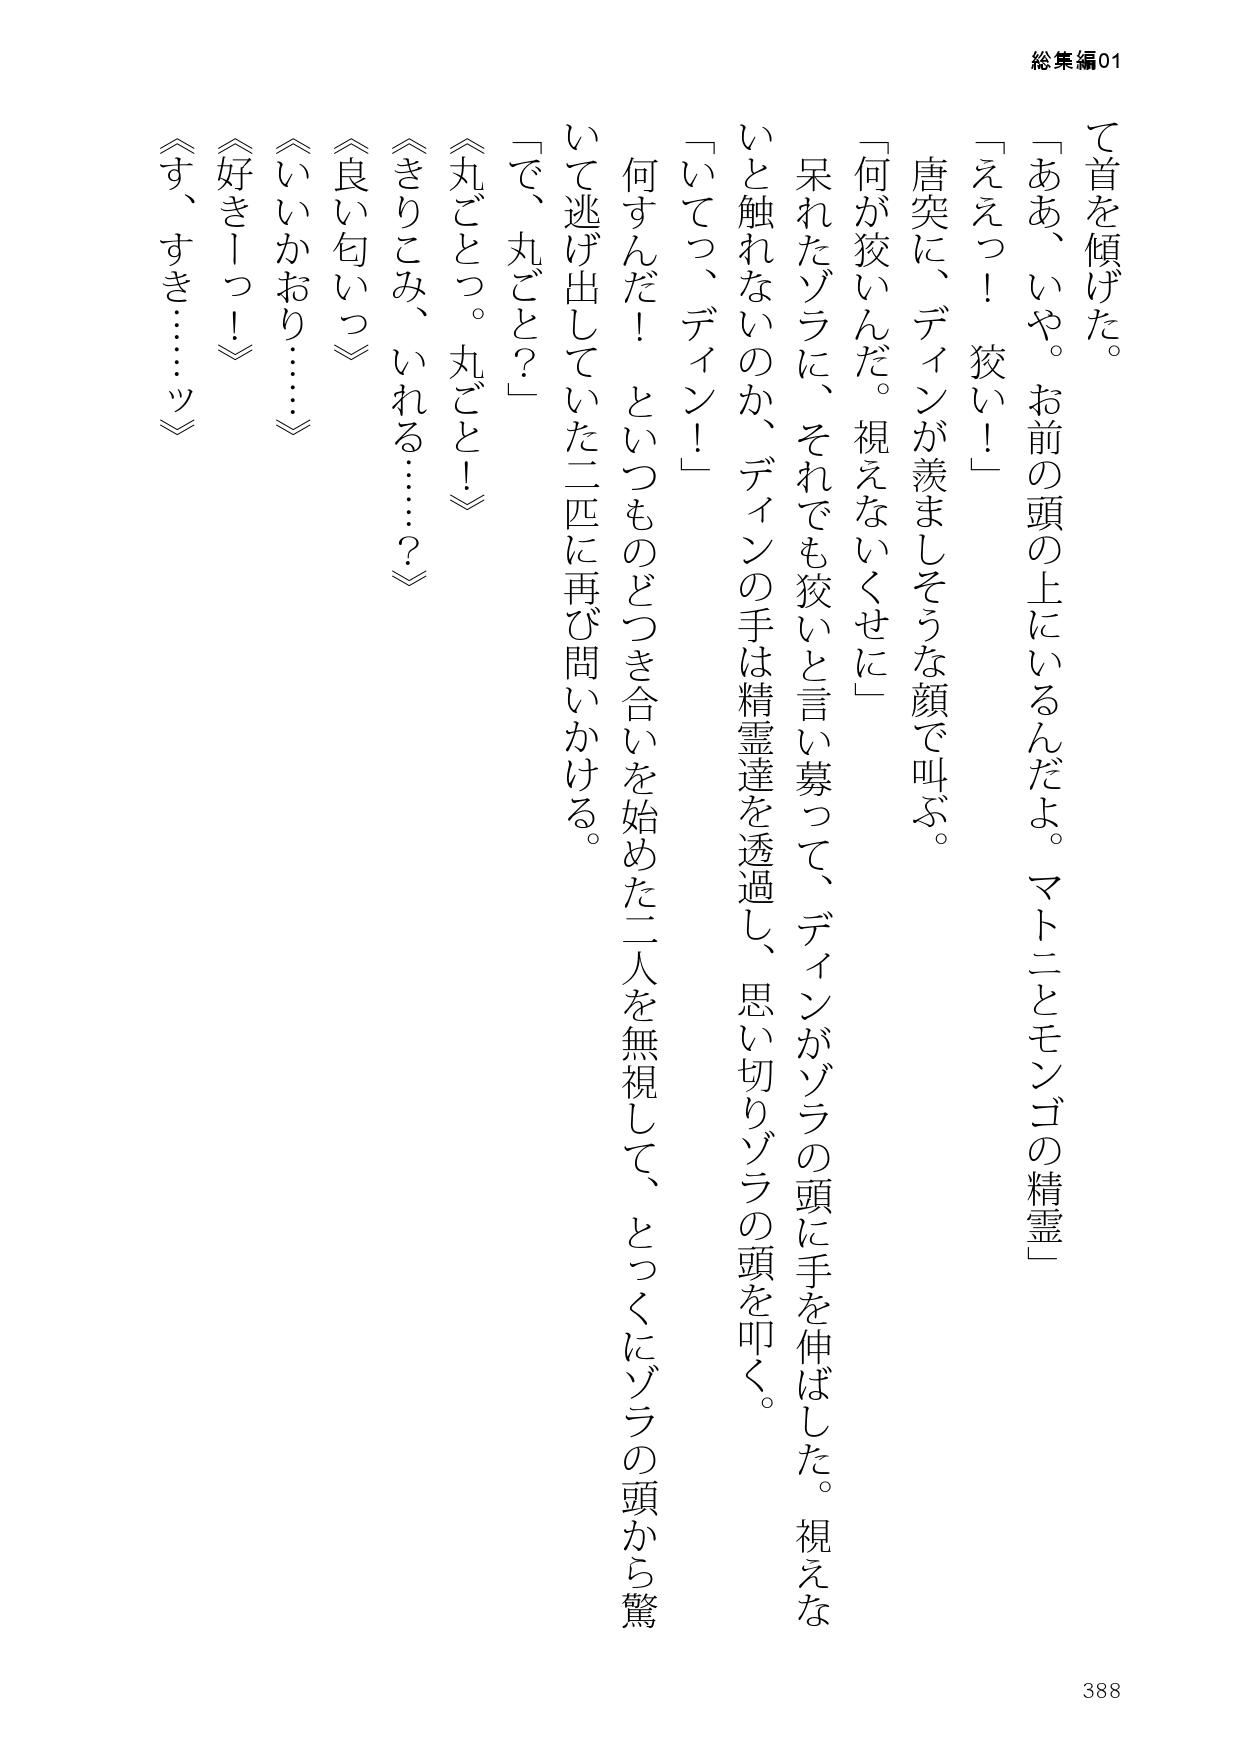 総集編01
て首を傾げた。
「ああ、いや。お前の頭の上にいるんだよ。マトニとモンゴの精霊」
「ええっ！　狡い！」
　唐突に、ディンが羨ましそうな顔で叫ぶ。
「何が狡いんだ。視えないくせに」
　呆れたゾラに、それでも狡いと言い募って、ディンがゾラの頭に手を伸ばした。視えな
いと触れないのか、ディンの手は精霊達を透過し、思い切りゾラの頭を叩く。
「いてっ、ディン！」
　何すんだ！　といつものどつき合いを始めた二人を無視して、とっくにゾラの頭から驚
いて逃げ出していた二匹に再び問いかける。
「で、丸ごと？」
《丸ごとっ。丸ごと！》
《きりこみ、いれる……？》
《良い匂いっ》
《いいかおり……》
《好きーっ！》
《す、すき……ッ》
388